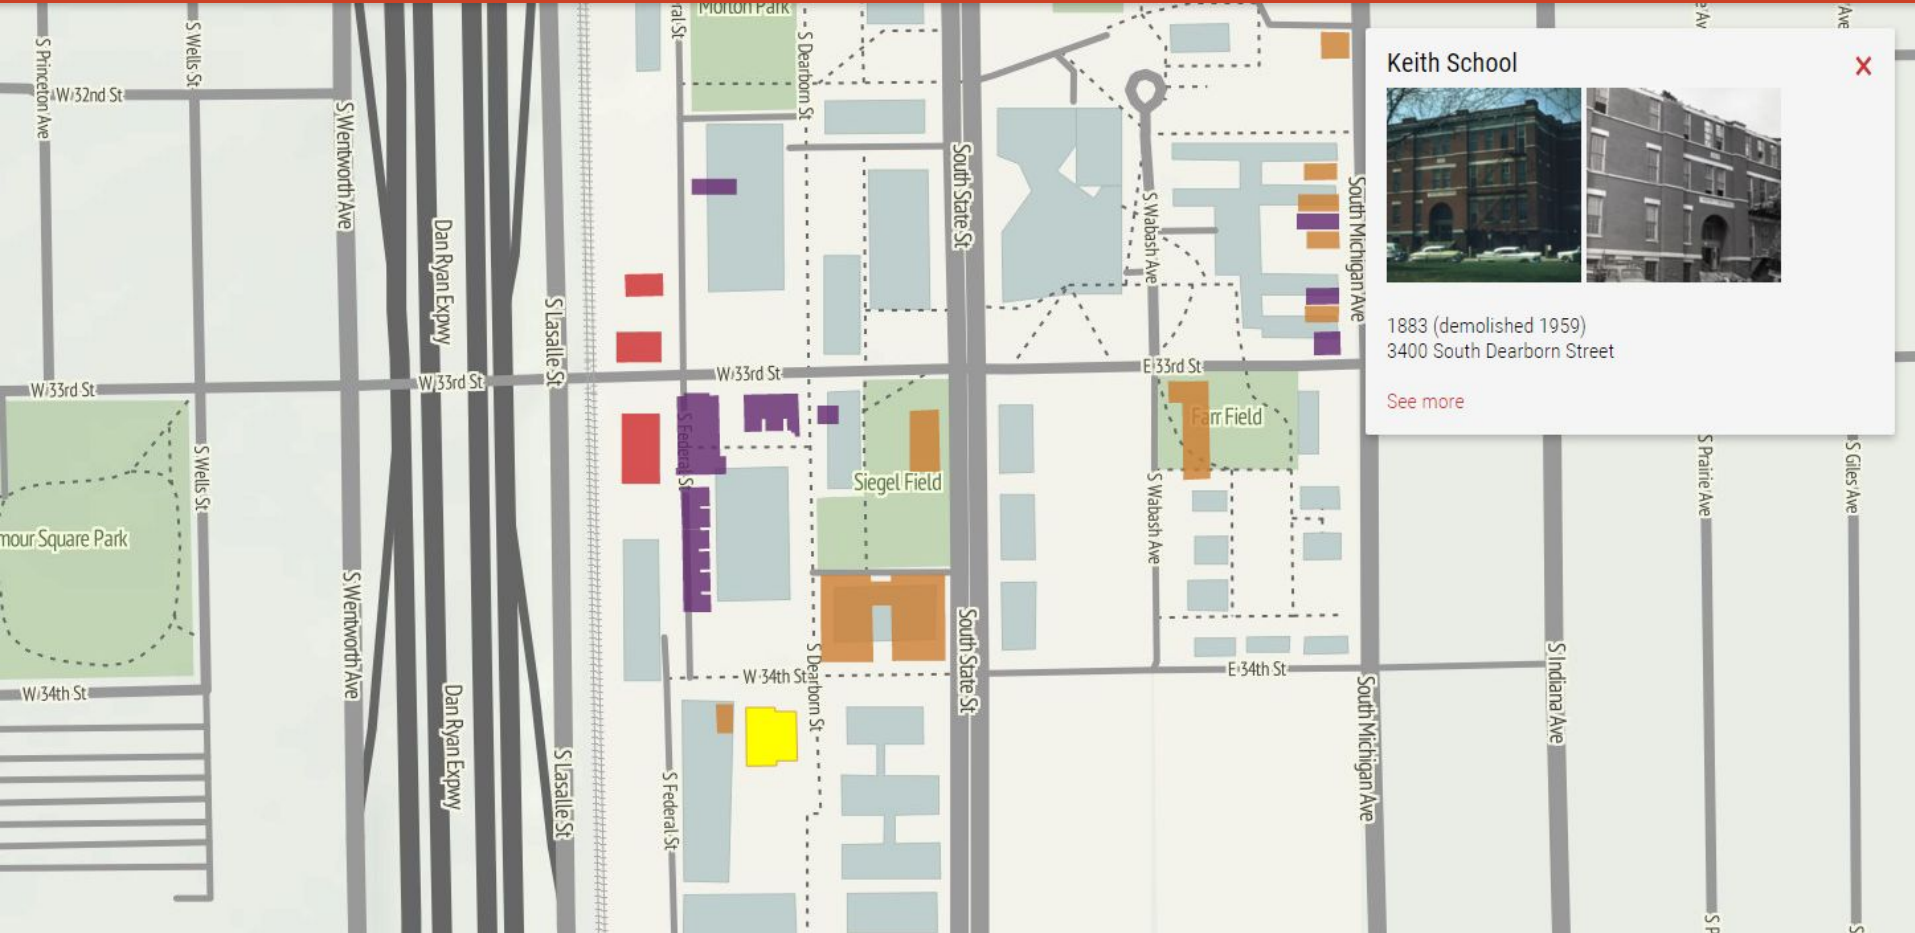 Morton Park
S Princeton Ave
S Wells St
W 32nd St
S Wentworth Ave
S Dearborn St
Dan Ryan Expwy
S Lasalle St
South State St
S Wabash Ave
South Michigan Ave
Keith School
X
1883 (demolished 1959)
3400 South Dearborn Street
See more
W 33rd St
W 33rd St
W 33rd St
E 33rd St
Farr Field
S Federal St
Siegel Field
S Wells St
S Wabash Ave
S Prairie Ave
S Giles Ave
mour Square Park
S Wentworth Ave
South State St
S Dearborn St
W 34th St
W 34th St
E 34th St
S Indiana Ave
South Michigan Ave
Dan Ryan Expwy
S Lasalle St
S Federal St